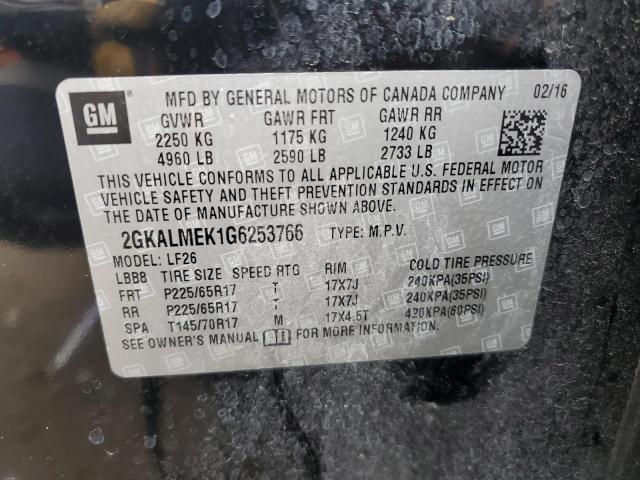 GM
MFD BY GENERAL MOTORS OF CANADA COMPANY 02/16
GVWR GAWR FRT GAWR RR
2250 KG 1175 KG 1240 KG
4960 LB 2590 LB 2733 LB
THIS VEHICLE CONFORMS TO ALL APPLICABLE U.S. FEDERAL MOTOR
VEHICLE SAFETY AND THEFT PREVENTION STANDARDS IN EFFECT ON
THE DATE OF MANUFACTURE SHOWN ABOVE.
2GKALMEK1G6253766 TYPE: M.P.V.
MODEL: LF26
LBBB TIRE SIZE SPEED RTG RIM COLD TIRE PRESSURE
FRT P225/65R17 T 17X7J 240KPA(35PSI)
RR P225/65R17 T 17X7J 240KPA(35PSI)
SPA T145/70R17 M 17X4.5T 420KPA(60PSI)
SEE OWNER'S MANUAL FOR MORE INFORMATION.